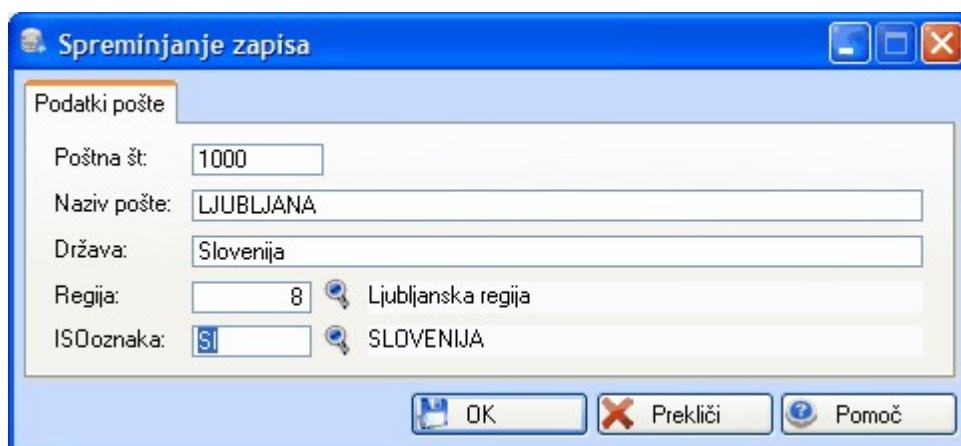 Spreminjanje zapisa
Podatki pošte
Poštna št: 1000
Naziv pošte: LJUBLJANA
Država: Slovenija
Regija: 8 Ljubljanska regija
ISOoznaka: SI SLOVENIJA
OK Prekliči Pomoč